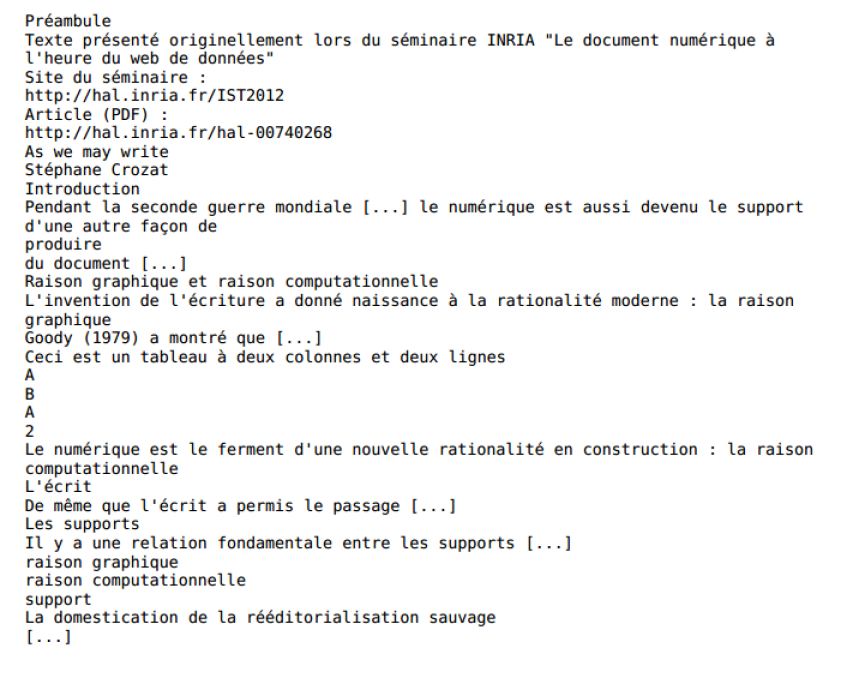 Préambule
Texte présenté originellement lors du séminaire INRIA "Le document numérique à
l'heure du web de données"
Site du séminaire :
http://hal.inria.fr/IST2012
Article (PDF) :
http://hal.inria.fr/hal-00740268
As we may write
Stéphane Crozat
Introduction
Pendant la seconde guerre mondiale [...] le numérique est aussi devenu le support
d'une autre façon de
produire
du document [...]
Raison graphique et raison computationnelle
L'invention de l'écriture a donné naissance à la rationalité moderne : la raison
graphique
Goody (1979) a montré que [...]
Ceci est un tableau à deux colonnes et deux lignes
A
B
A
2
Le numérique est le ferment d'une nouvelle rationalité en construction : la raison
computationnelle
L'écrit
De même que l'écrit a permis le passage [...]
Les supports
Il y a une relation fondamentale entre les supports [...]
raison graphique
raison computationnelle
support
La domestication de la rééditorialisation sauvage
[...]